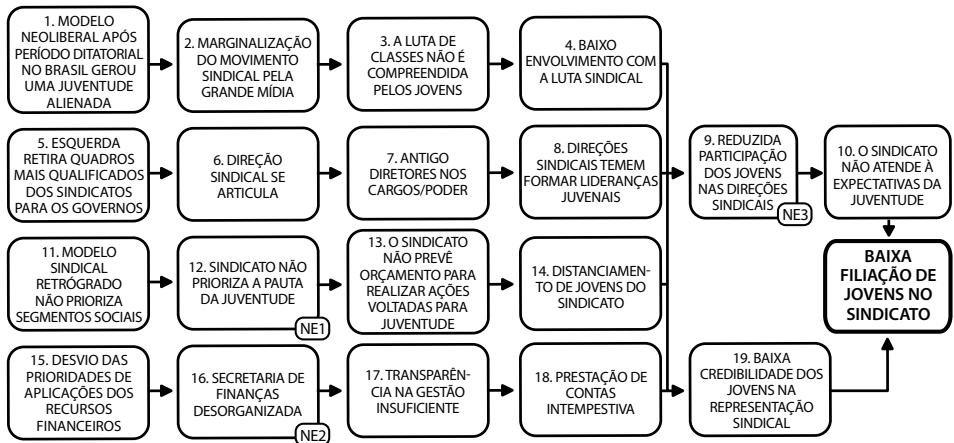 1. MODELO
NEOLIBERAL APÓS
PERÍODO DITATORIAL
NO BRASIL GEROU
UMA JUVENTUDE
ALIENADA
2. MARGINALIZAÇÃO
DO MOVIMENTO
SINDICAL PELA
GRANDE MÍDIA
3. A LUTA DE
CLASSES NÃO É
COMPREENDIDA
PELOS JOVENS
4. BAIXO
ENVOLVIMENTO COM
A LUTA SINDICAL
5. ESQUERDA
RETIRA QUADROS
MAIS QUALIFICADOS
DOS SINDICATOS
PARA OS GOVERNOS
6. DIREÇÃO
SINDICAL SE
ARTICULA
7. ANTIGO
DIRETORES NOS
CARGOS/PODER
8. DIREÇÕES
SINDICAIS TEMEM
FORMAR LIDERANÇAS
JUVENAIS
9. REDUZIDA
PARTICIPAÇÃO
DOS JOVENS
NAS DIREÇÕES
SINDICAIS
NE3
10. O SINDICATO
NÃO ATENDE À
EXPECTATIVAS DA
JUVENTUDE
BAIXA
FILIAÇÃO DE
JOVENS NO
SINDICATO
11. MODELO
SINDICAL
RETRÓGRADO
NÃO PRIORIZA
SEGMENTOS SOCIAIS
12. SINDICATO NÃO
PRIORIZA A PAUTA
DA JUVENTUDE
NE1
13. O SINDICATO
NÃO PREVÊ
ORÇAMENTO PARA
REALIZAR AÇÕES
VOLTADAS PARA
JUVENTUDE
14. DISTANCIAMEN-
TO DE JOVENS DO
SINDICATO
15. DESVIO DAS
PRIORIDADES DE
APLICAÇÕES DOS
RECURSOS
FINANCEIROS
16. SECRETARIA DE
FINANÇAS
DESORGANIZADA
NE2
17. TRANSPARÊN-
CIA NA GESTÃO
INSUFICIENTE
18. PRESTAÇÃO DE
CONTAS
INTEMPESTIVA
19. BAIXA
CREDIBILIDADE DOS
JOVENS NA
REPRESENTAÇÃO
SINDICAL